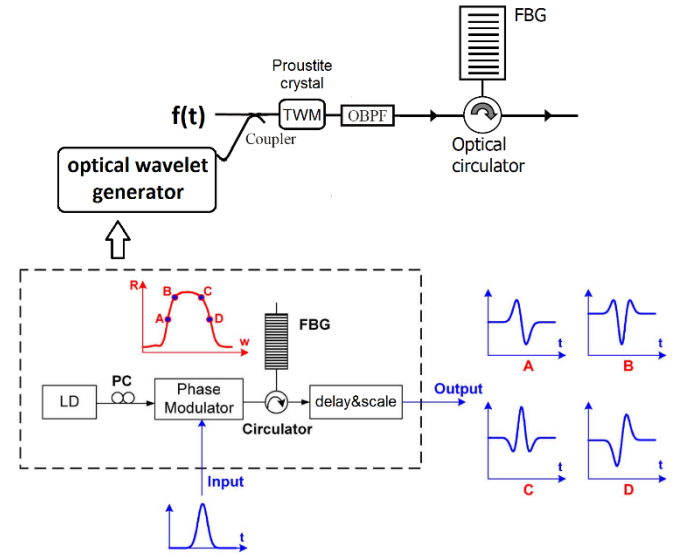 FBG
Proustite
crystal
f(t)
TWM
OBPF
Coupler
Optical
circulator
optical wavelet
generator
R
B
C
A
D
w
FBG
PC
LD
Phase
Modulator
Circulator
delay&scale
Output
Input
t
t
A
t
B
t
C
t
D